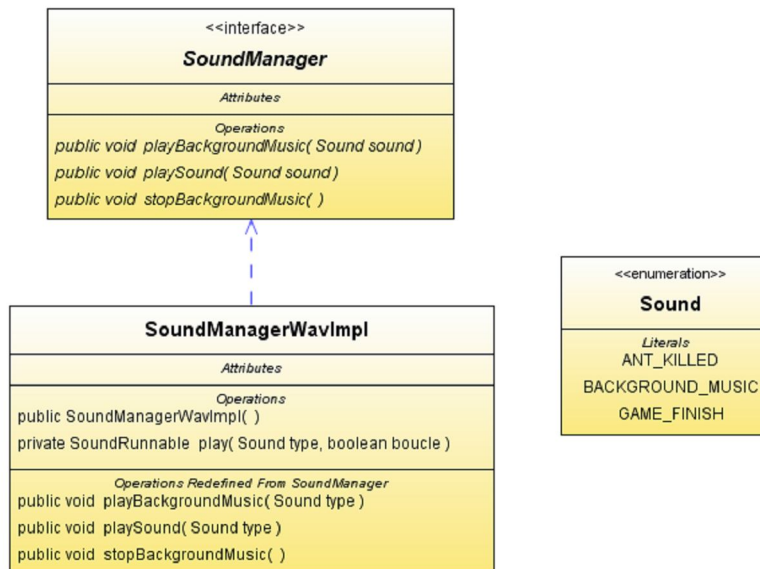 <<interface>>
SoundManager
Attributes
Operations
public void playBackgroundMusic( Sound sound )
public void playSound( Sound sound )
public void stopBackgroundMusic( )
SoundManagerWavImpl
Attributes
Operations
public SoundManagerWavImpl( )
private SoundRunnable play( Sound type, boolean boucle )
Operations Redefined From SoundManager
public void playBackgroundMusic( Sound type )
public void playSound( Sound type )
public void stopBackgroundMusic( )
<<enumeration>>
Sound
Literals
ANT_KILLED
BACKGROUND_MUSIC
GAME_FINISH